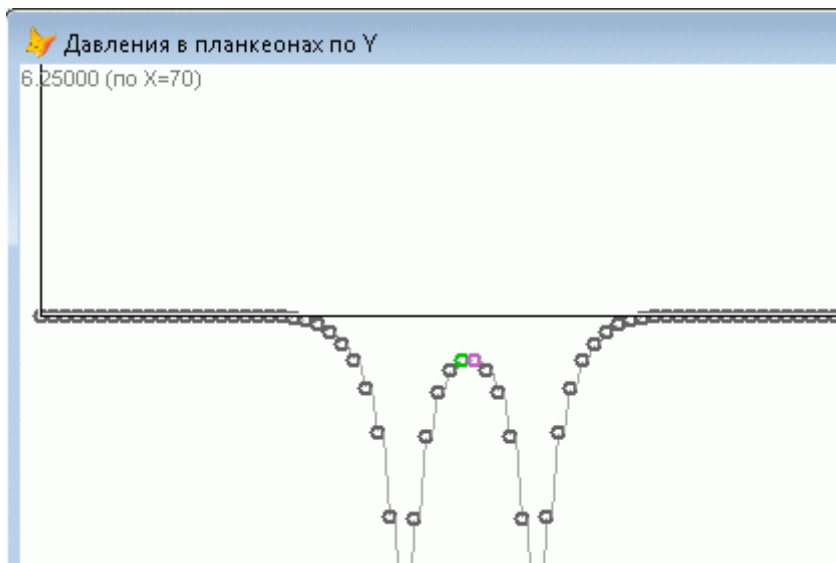 Давления в планкеонах по Y
6.25000 (по X=70)